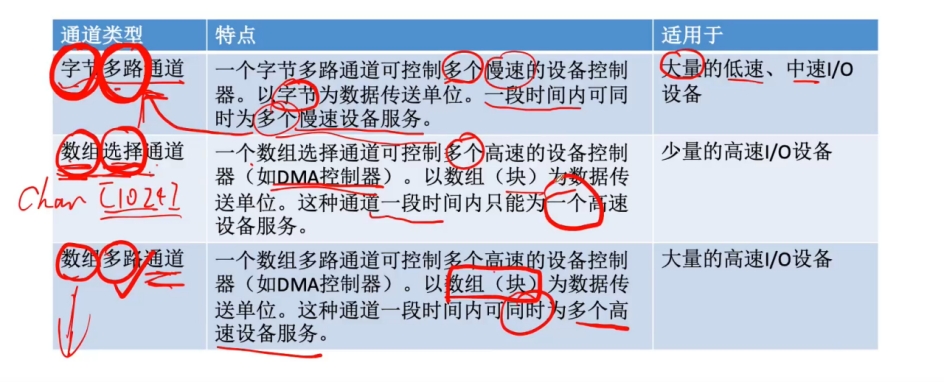 通道类型 特点 适用于
字节多路通道 一个字节多路通道可控制多个慢速的设备控制 大量的低速、中速I/O
器。以字节为数据传送单位。一段时间内可同 设备
时为多个慢速设备服务。
数组选择通道 一个数组选择通道可控制多个高速的设备控制 少量的高速I/O设备
器（如DMA控制器）。以数组（块）为数据传
Char [1024]
送单位。这种通道一段时间内只能为一个高速
设备服务。
数组多路通道 一个数组多路通道可控制多个高速的设备控制 大量的高速I/O设备
器（如DMA控制器）。以数组（块）为数据传
送单位。这种通道一段时间内可同时为多个高
速设备服务。